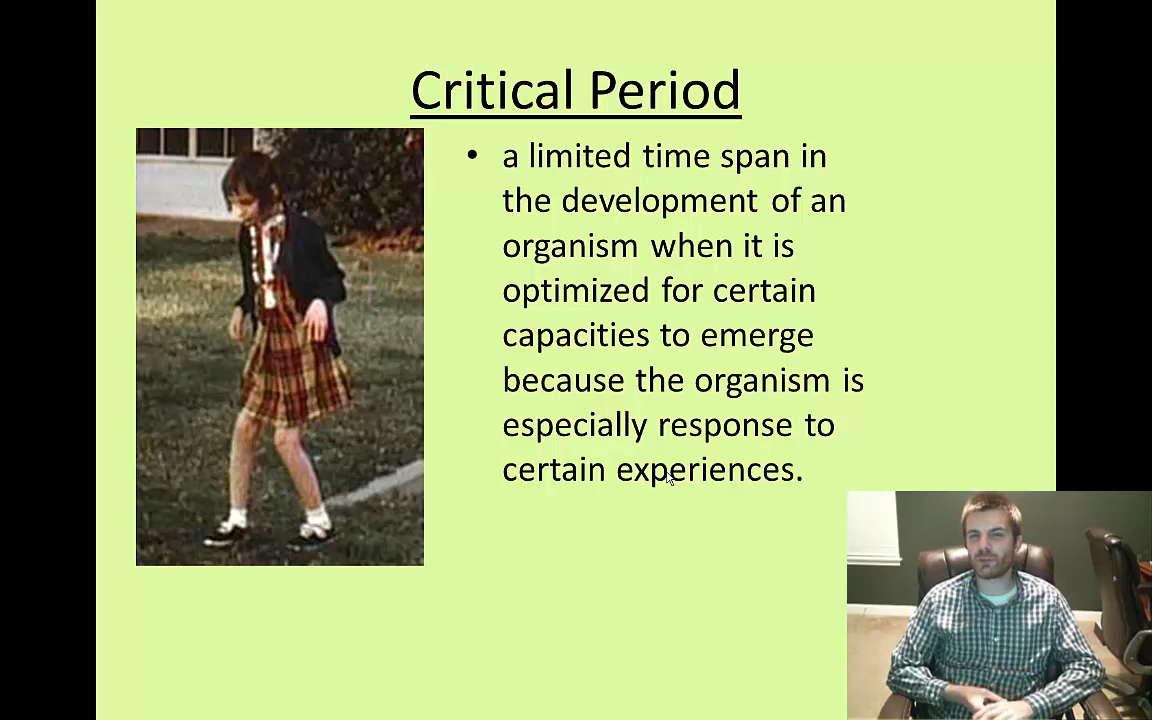 Critical Period
• a limited time span in
the development of an
organism when it is
optimized for certain
capacities to emerge
because the organism is
especially response to
certain experiences.